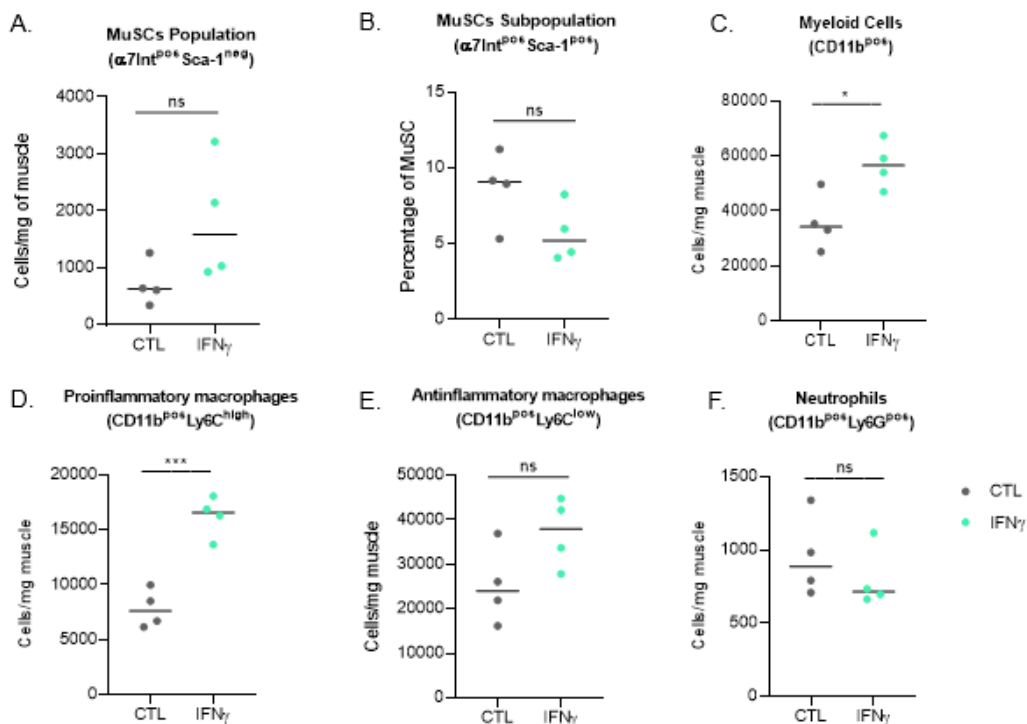 A.
MuSCs Population
(α7Intᵖᵒˢ Sca-1ⁿᵉᵍ)
ns
4000
3000
2000
1000
0
Cells/mg of muscle
CTL
IFNγ
B.
MuSCs Subpopulation
(α7Intᵖᵒˢ Sca-1ᵖᵒˢ)
ns
15
10
5
0
Percentage of MuSC
CTL
IFNγ
C.
Myeloid Cells
(CD11bᵖᵒˢ)
*
80000
60000
40000
20000
0
Cells/mg muscle
CTL
IFNγ
D.
Proinflammatory macrophages
(CD11bᵖᵒˢLy6Cʰⁱᵍʰ)
***
20000
15000
10000
5000
0
Cells/mg muscle
CTL
IFNγ
E.
Antinflammatory macrophages
(CD11bᵖᵒˢLy6Cˡᵒʷ)
ns
50000
40000
30000
20000
10000
0
Cells/mg muscle
CTL
IFNγ
F.
Neutrophils
(CD11bᵖᵒˢLy6Gᵖᵒˢ)
ns
1500
1000
500
0
Cells/mg muscle
CTL
IFNγ
CTL
IFNγ